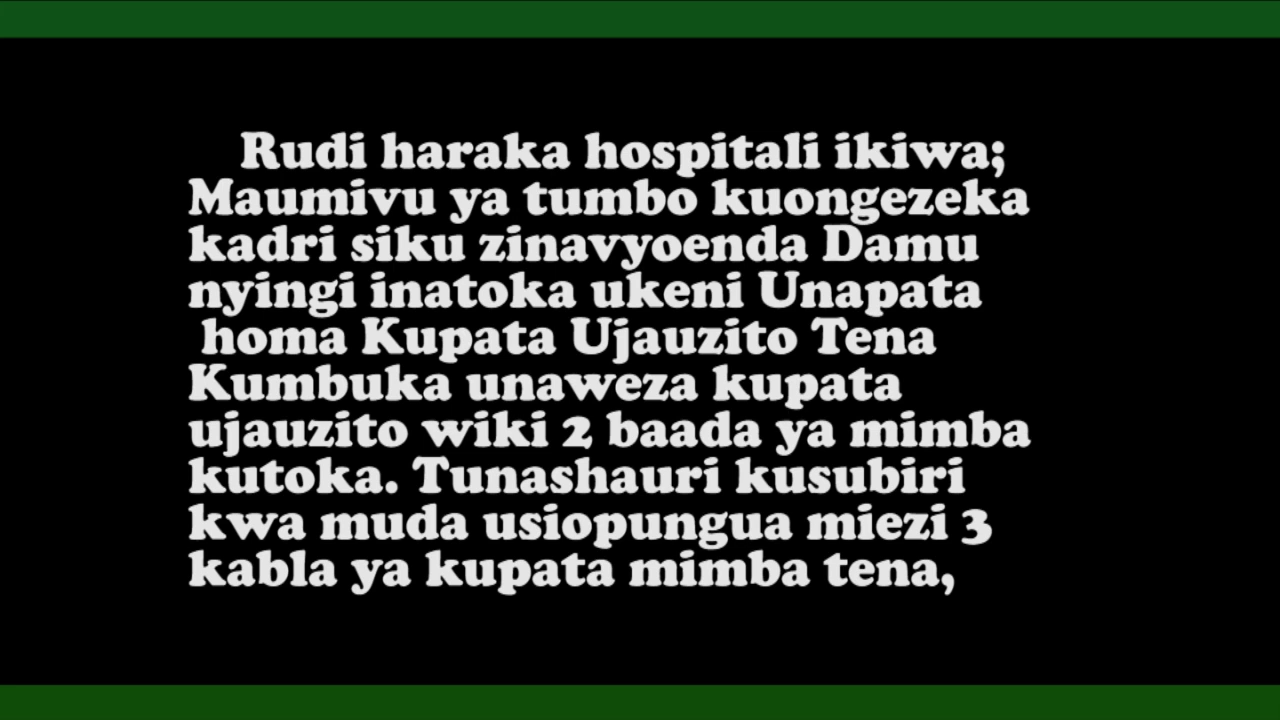 Rudi haraka hospitali ikiwa;
Maumivu ya tumbo kuongezeka
kadri siku zinavyoenda Damu
nyingi inatoka ukeni Unapata
homa Kupata Ujauzito Tena
Kumbuka unaweza kupata
ujauzito wiki 2 baada ya mimba
kutoka. Tunashauri kusubiri
kwa muda usiopungua miezi 3
kabla ya kupata mimba tena,